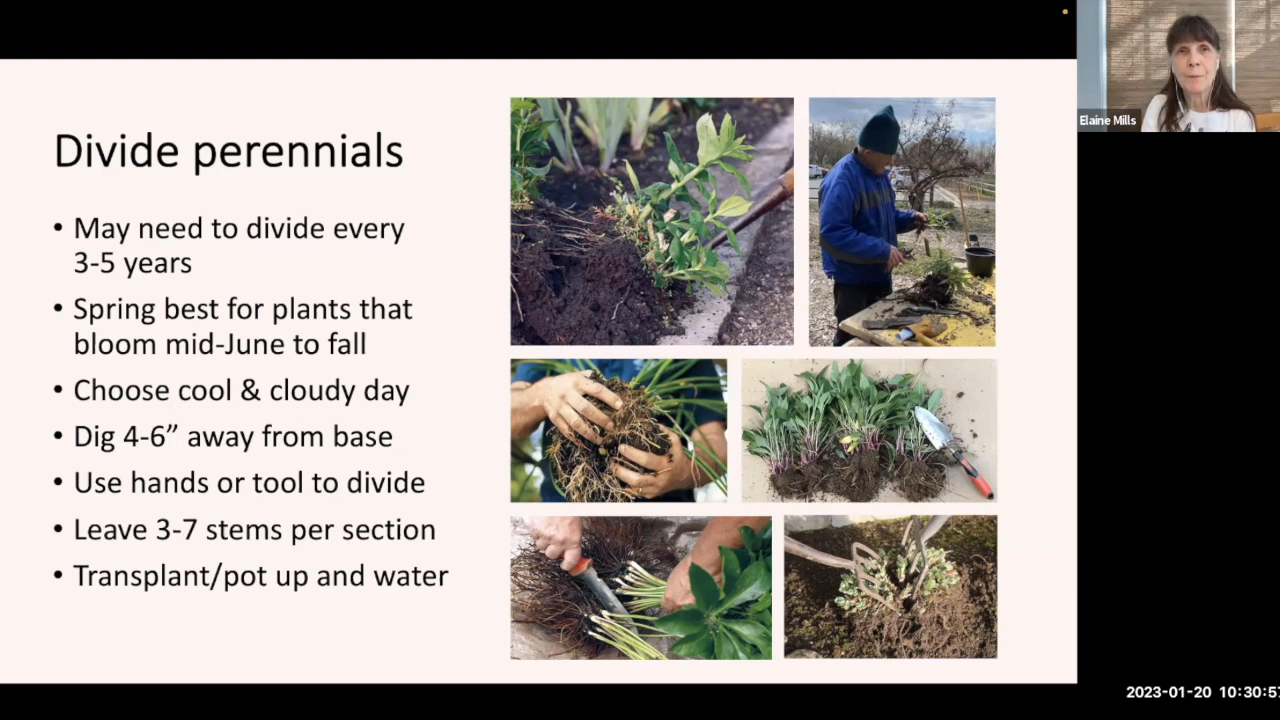 Divide perennials
• May need to divide every
3-5 years
• Spring best for plants that
bloom mid-June to fall
• Choose cool & cloudy day
• Dig 4-6” away from base
• Use hands or tool to divide
• Leave 3-7 stems per section
• Transplant/pot up and water
Elaine Mills
2023-01-20 10:30:57